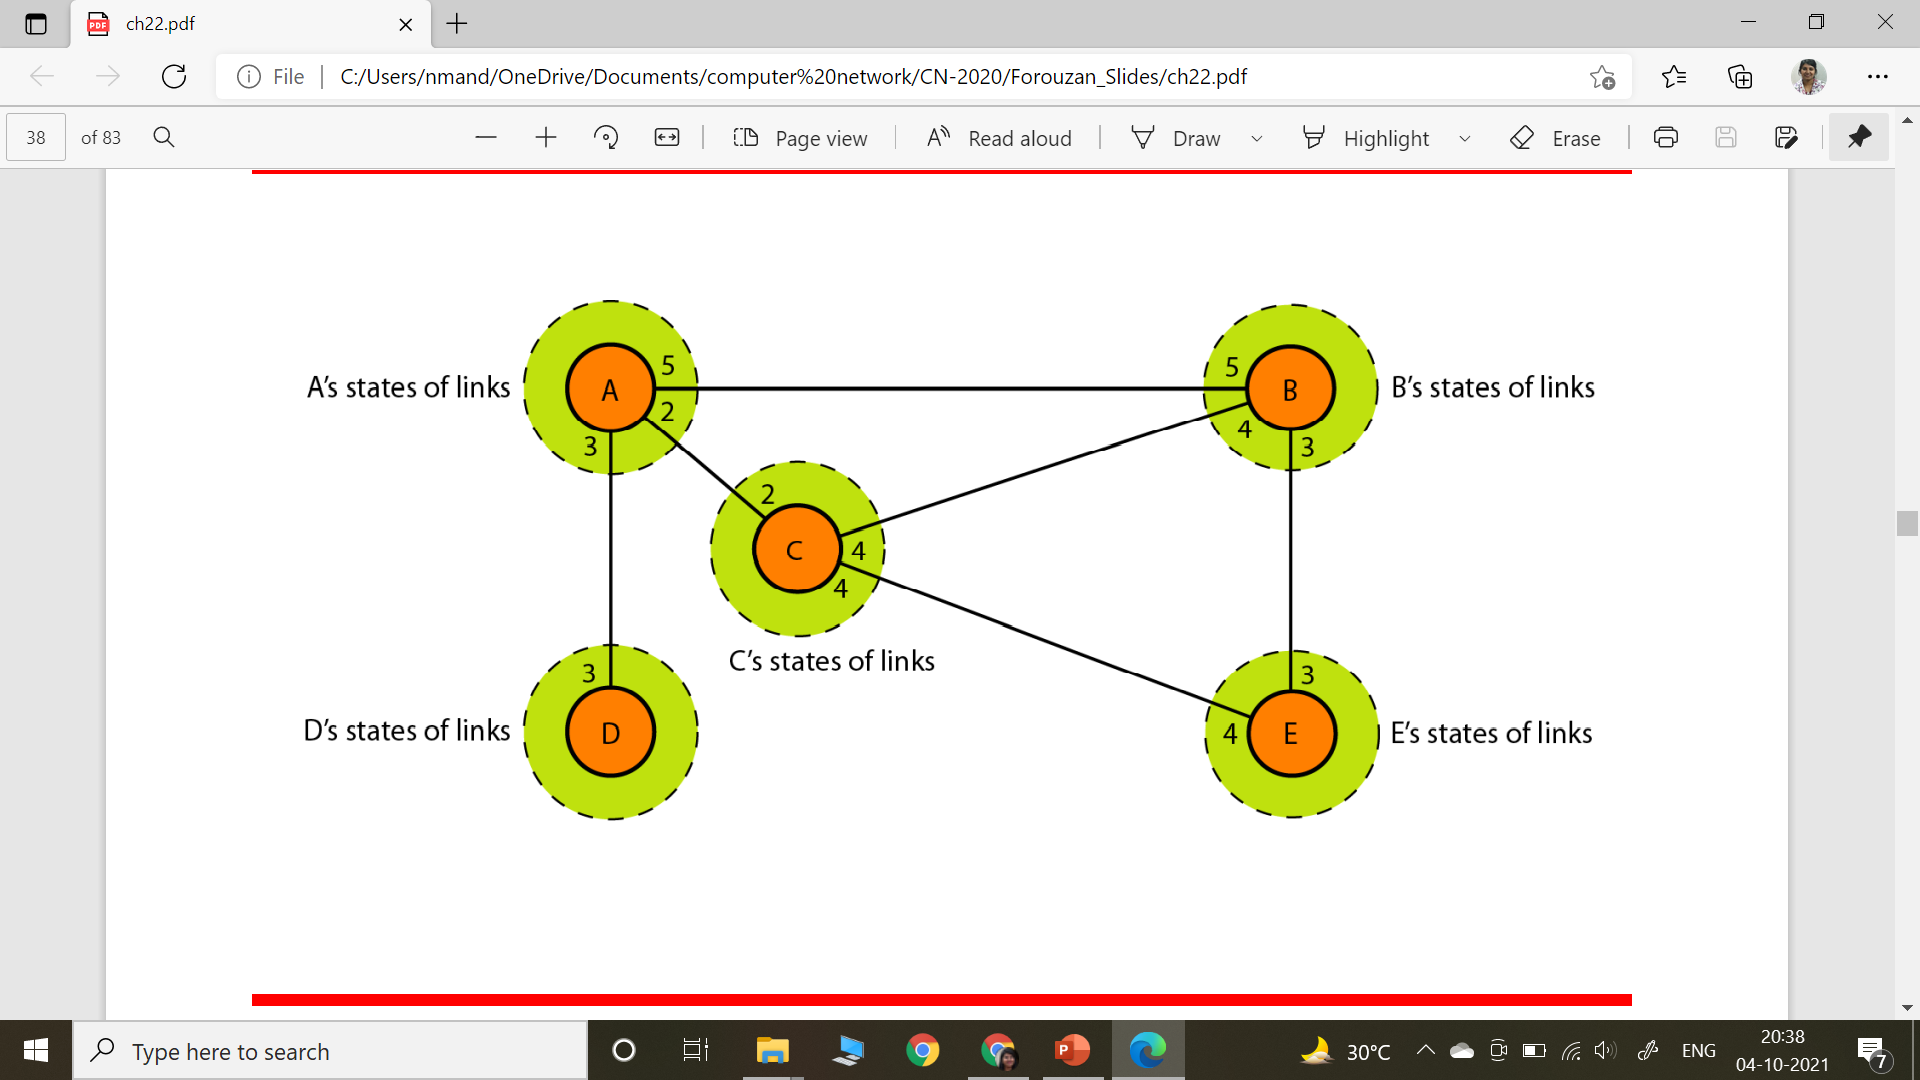 ch22.pdf
File
C:/Users/nmand/OneDrive/Documents/computer%20network/CN-2020/Forouzan_Slides/ch22.pdf
38 of 83
Page view
Read aloud
Draw
Highlight
Erase
A's states of links
A
5
2
3
5
4
3
B
B's states of links
2
C
4
4
C's states of links
D's states of links
3
D
3
4
E
E's states of links
Type here to search
30°C
ENG
20:38
04-10-2021
7